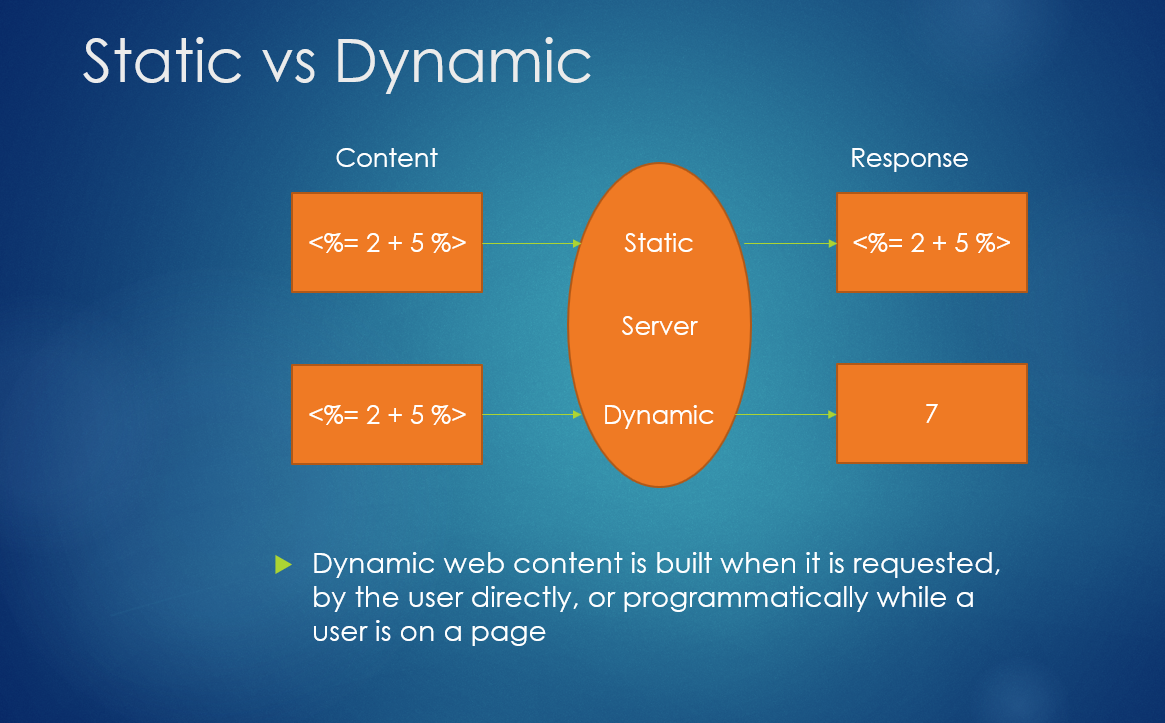 Static vs Dynamic
Content
Response
<%= 2 + 5 %>
Static
<%= 2 + 5 %>
Server
<%= 2 + 5 %>
Dynamic
7
Dynamic web content is built when it is requested,
by the user directly, or programmatically while a
user is on a page